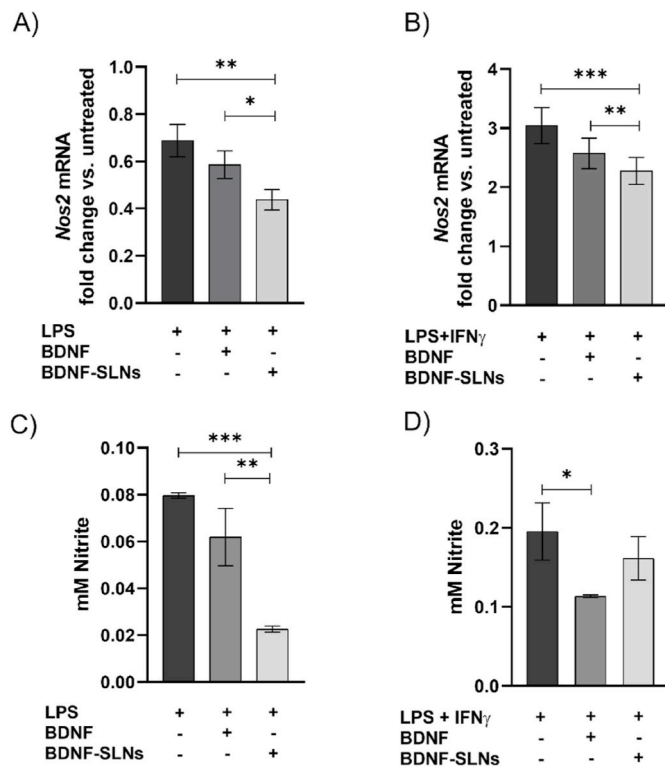 A)
Nos2 mRNA
fold change vs. untreated
1.0
0.8
0.6
0.4
0.2
0.0
**
*
LPS + + +
BDNF - + -
BDNF-SLNs - - +
B)
Nos2 mRNA
fold change vs. untreated
4
3
2
1
0
***
**
LPS+IFNγ + + +
BDNF - + -
BDNF-SLNs - - +
C)
mM Nitrite
0.10
0.08
0.06
0.04
0.02
0.00
***
**
LPS + + +
BDNF - + -
BDNF-SLNs - - +
D)
mM Nitrite
0.3
0.2
0.1
0.0
*
LPS + IFNγ + + +
BDNF - + -
BDNF-SLNs - - +